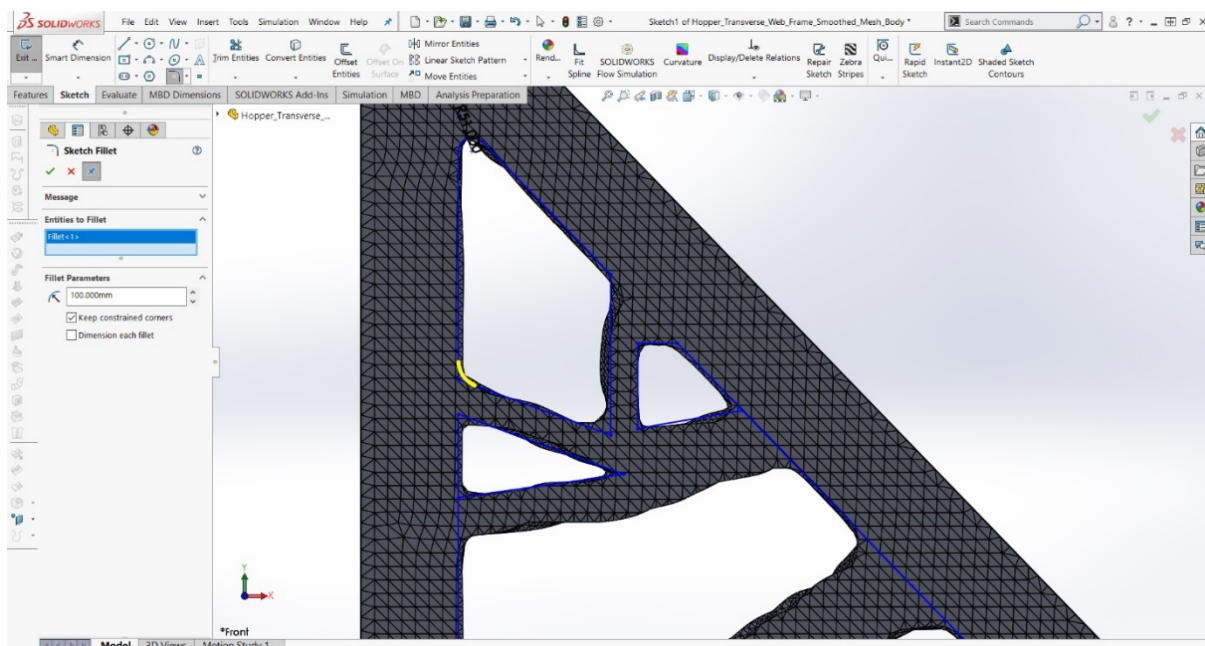 DS SOLIDWORKS File Edit View Insert Tools Simulation Window Help Sketch1 of Hopper_Transverse_Web_Frame_Smoothed_Mesh_Body * Search Commands
Exit ... Smart Dimension Trim Entities Convert Entities Offset Entities Offset On Surface Mirror Entities Linear Sketch Pattern Move Entities Rend... Fit Spline SOLIDWORKS Flow Simulation Curvature Display/Delete Relations Repair Sketch Zebra Stripes Qui... Rapid Sketch Instant2D Shaded Sketch Contours
Features Sketch Evaluate MBD Dimensions SOLIDWORKS Add-Ins Simulation MBD Analysis Preparation
Hopper_Transverse_...
Sketch Fillet
Message
Entities to Fillet
Fillet<1>
Fillet Parameters
100.000mm
Keep constrained corners
Dimension each fillet
Y
X
*Front
Model 3D Views Motion Study 1